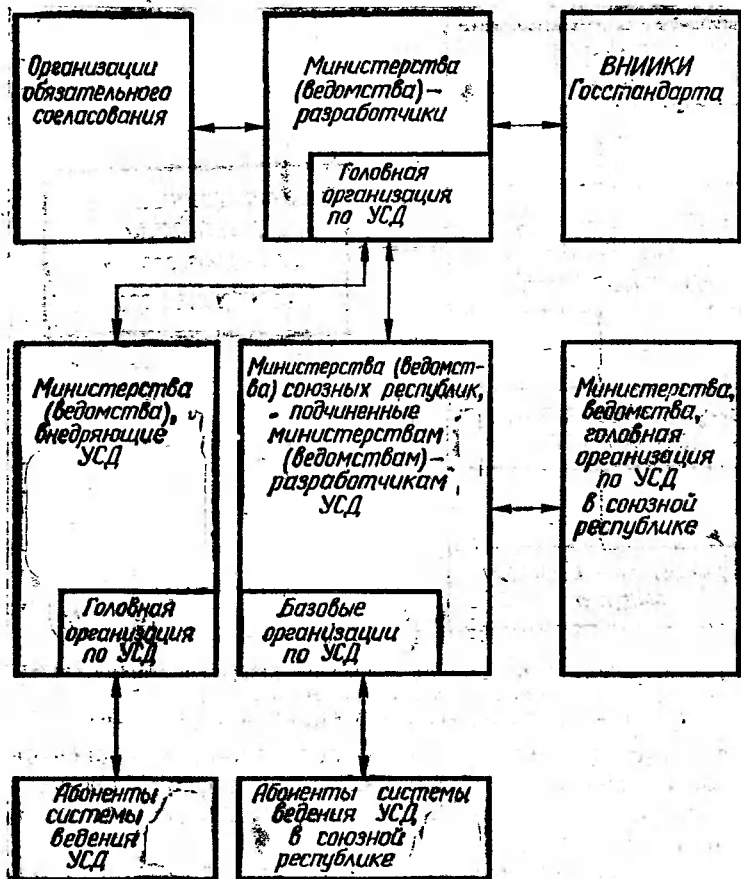 Организации
обязательного
согласования
Министерства
(ведомства)–
разработчики
Головная
организация
по УСД
ВНИИКИ
Госстандарта
Министерства
(ведомства),
внедряющие
УСД
Головная
организация
по УСД
Министерства (ведомст-
ва) союзных республик,
подчиненные
министерствам
(ведомствам)–
разработчикам
УСД
Базовые
организации
по УСД
Министерства,
ведомства,
головная
организация
по УСД
в союзной
республике
Абоненты
системы
ведения
УСД
Абоненты системы
ведения УСД
в союзной
республике